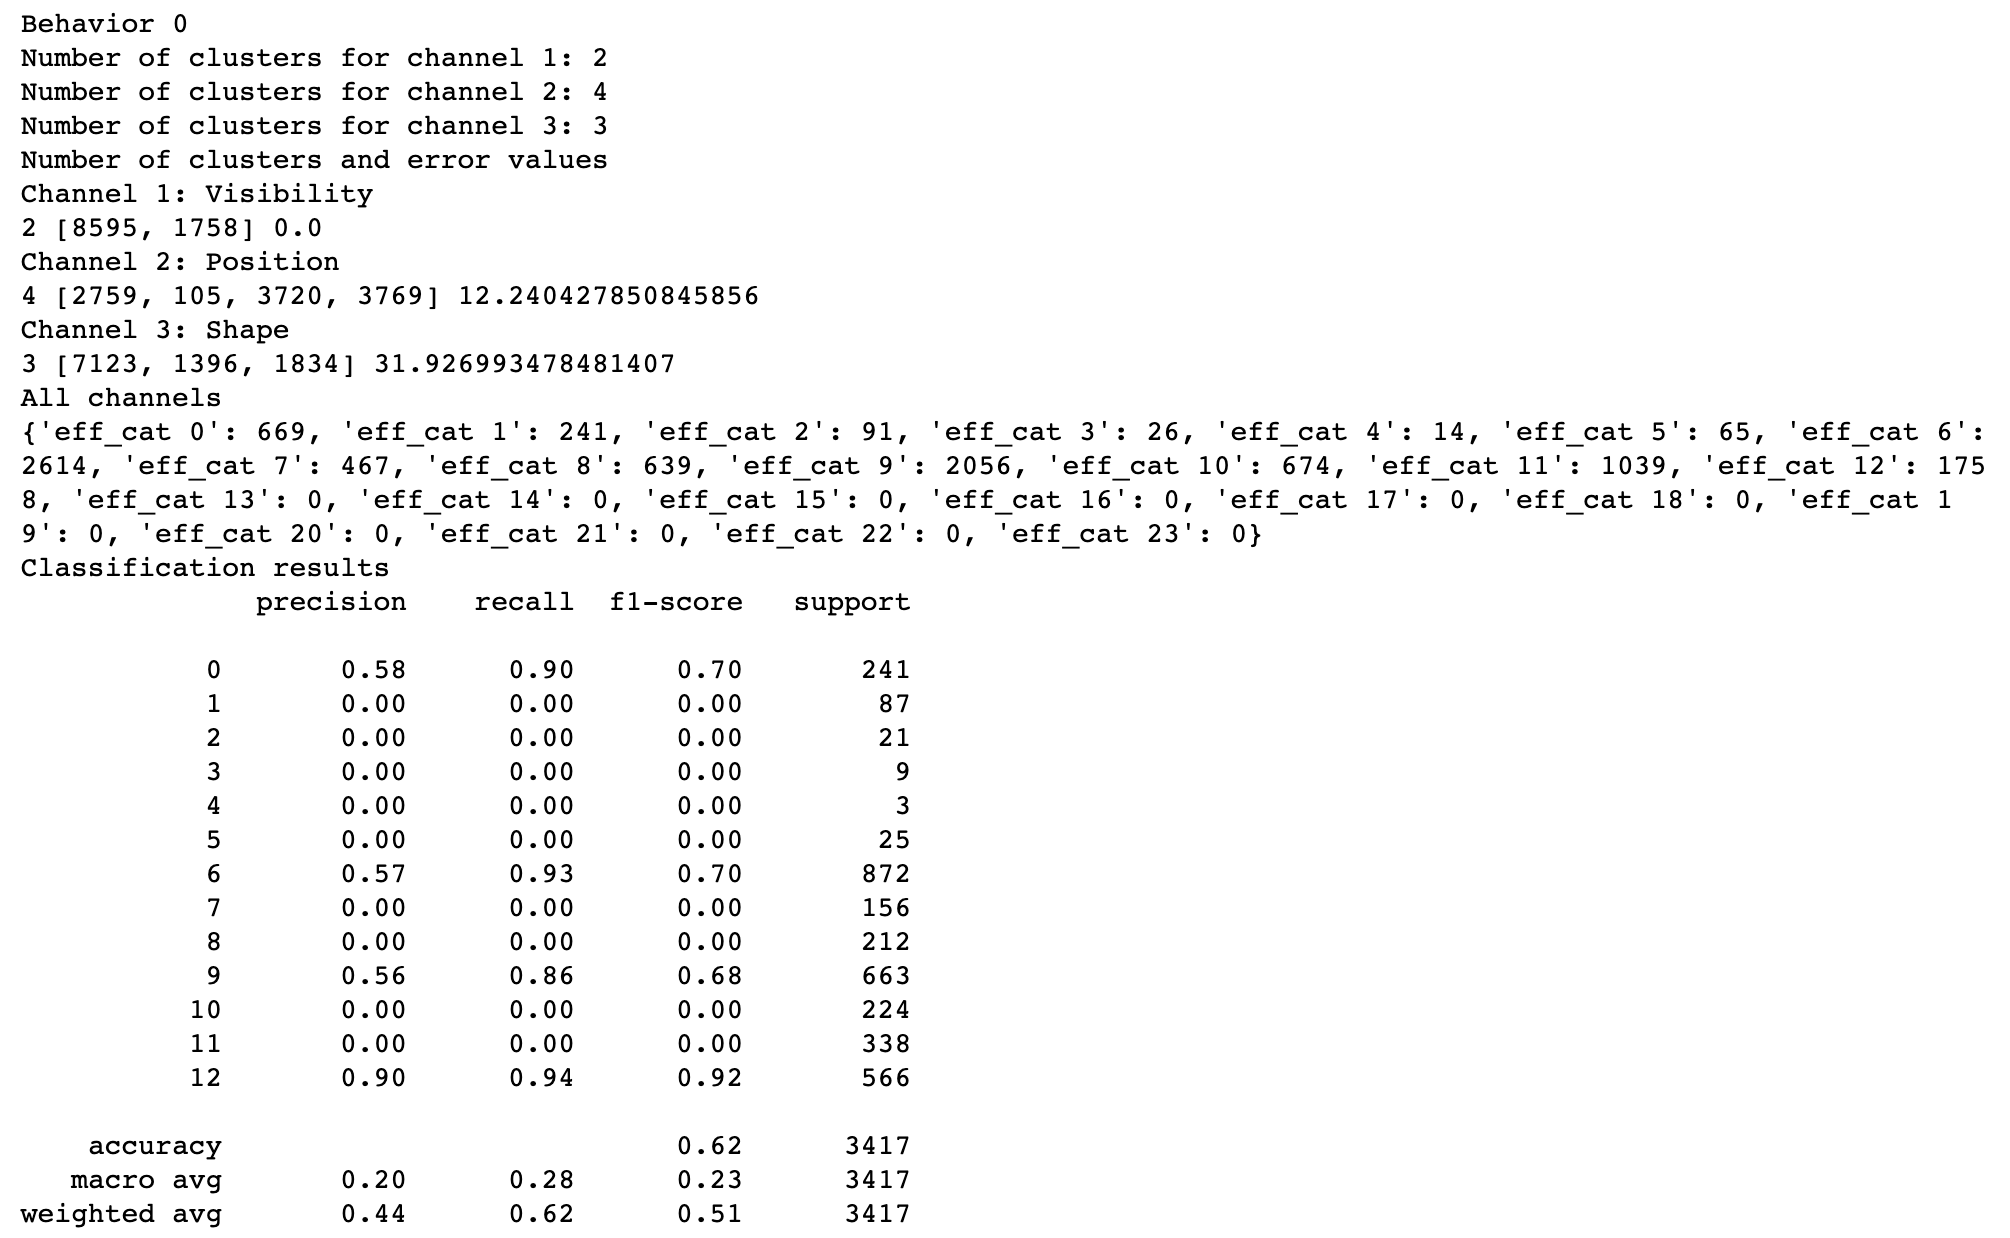 Behavior 0
Number of clusters for channel 1: 2
Number of clusters for channel 2: 4
Number of clusters for channel 3: 3
Number of clusters and error values
Channel 1: Visibility
2 [8595, 1758] 0.0
Channel 2: Position
4 [2759, 105, 3720, 3769] 12.240427850845856
Channel 3: Shape
3 [7123, 1396, 1834] 31.926993478481407
All channels
{'eff_cat 0': 669, 'eff_cat 1': 241, 'eff_cat 2': 91, 'eff_cat 3': 26, 'eff_cat 4': 14, 'eff_cat 5': 65, 'eff_cat 6':
2614, 'eff_cat 7': 467, 'eff_cat 8': 639, 'eff_cat 9': 2056, 'eff_cat 10': 674, 'eff_cat 11': 1039, 'eff_cat 12': 175
8, 'eff_cat 13': 0, 'eff_cat 14': 0, 'eff_cat 15': 0, 'eff_cat 16': 0, 'eff_cat 17': 0, 'eff_cat 18': 0, 'eff_cat 1
9': 0, 'eff_cat 20': 0, 'eff_cat 21': 0, 'eff_cat 22': 0, 'eff_cat 23': 0}
Classification results
precision recall f1-score support
0 0.58 0.90 0.70 241
1 0.00 0.00 0.00 87
2 0.00 0.00 0.00 21
3 0.00 0.00 0.00 9
4 0.00 0.00 0.00 3
5 0.00 0.00 0.00 25
6 0.57 0.93 0.70 872
7 0.00 0.00 0.00 156
8 0.00 0.00 0.00 212
9 0.56 0.86 0.68 663
10 0.00 0.00 0.00 224
11 0.00 0.00 0.00 338
12 0.90 0.94 0.92 566
accuracy 0.62 3417
macro avg 0.20 0.28 0.23 3417
weighted avg 0.44 0.62 0.51 3417